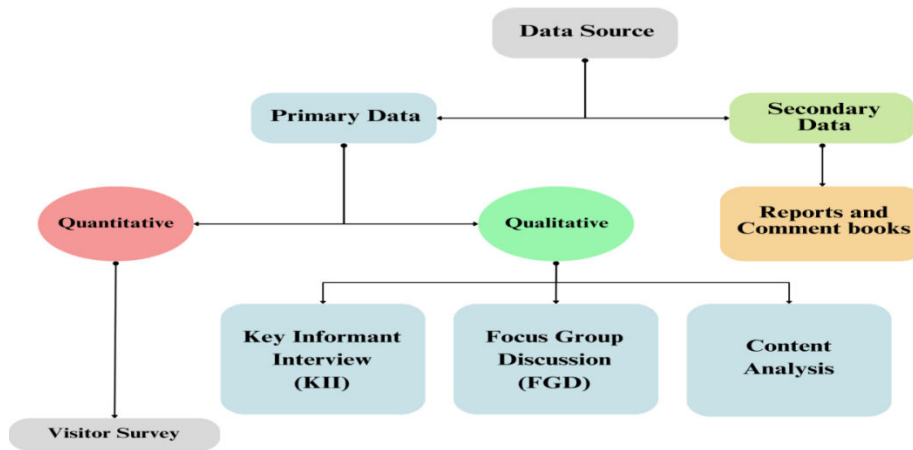 Data Source
Primary Data
Secondary
Data
Quantitative
Qualitative
Reports and
Comment books
Key Informant
Interview
(KII)
Focus Group
Discussion
(FGD)
Content
Analysis
Visitor Survey